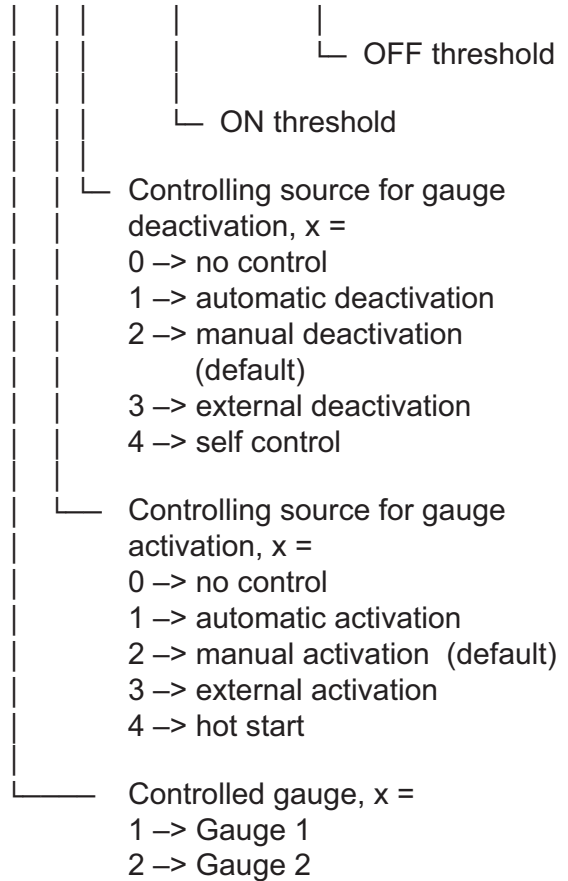 OFF threshold
ON threshold
Controlling source for gauge
deactivation, x =
0 –> no control
1 –> automatic deactivation
2 –> manual deactivation
(default)
3 –> external deactivation
4 –> self control
Controlling source for gauge
activation, x =
0 –> no control
1 –> automatic activation
2 –> manual activation (default)
3 –> external activation
4 –> hot start
Controlled gauge, x =
1 –> Gauge 1
2 –> Gauge 2